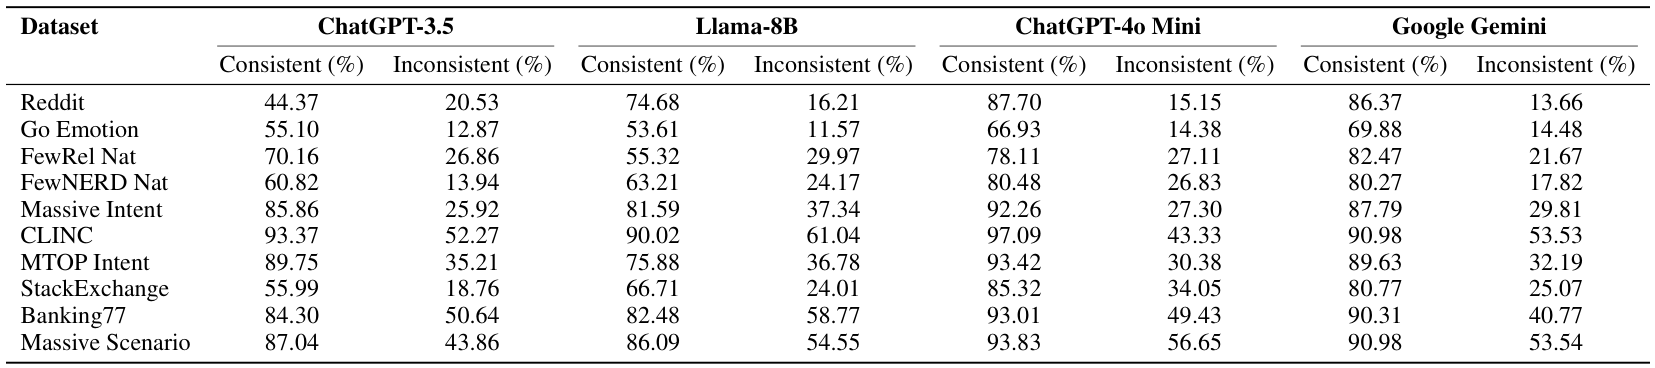 Dataset ChatGPT-3.5 Llama-8B ChatGPT-4o Mini Google Gemini
Consistent (%) Inconsistent (%) Consistent (%) Inconsistent (%) Consistent (%) Inconsistent (%) Consistent (%) Inconsistent (%)
Reddit 44.37 20.53 74.68 16.21 87.70 15.15 86.37 13.66
Go Emotion 55.10 12.87 53.61 11.57 66.93 14.38 69.88 14.48
FewRel Nat 70.16 26.86 55.32 29.97 78.11 27.11 82.47 21.67
FewNERD Nat 60.82 13.94 63.21 24.17 80.48 26.83 80.27 17.82
Massive Intent 85.86 25.92 81.59 37.34 92.26 27.30 87.79 29.81
CLINC 93.37 52.27 90.02 61.04 97.09 43.33 90.98 53.53
MTOP Intent 89.75 35.21 75.88 36.78 93.42 30.38 89.63 32.19
StackExchange 55.99 18.76 66.71 24.01 85.32 34.05 80.77 25.07
Banking77 84.30 50.64 82.48 58.77 93.01 49.43 90.31 40.77
Massive Scenario 87.04 43.86 86.09 54.55 93.83 56.65 90.98 53.54